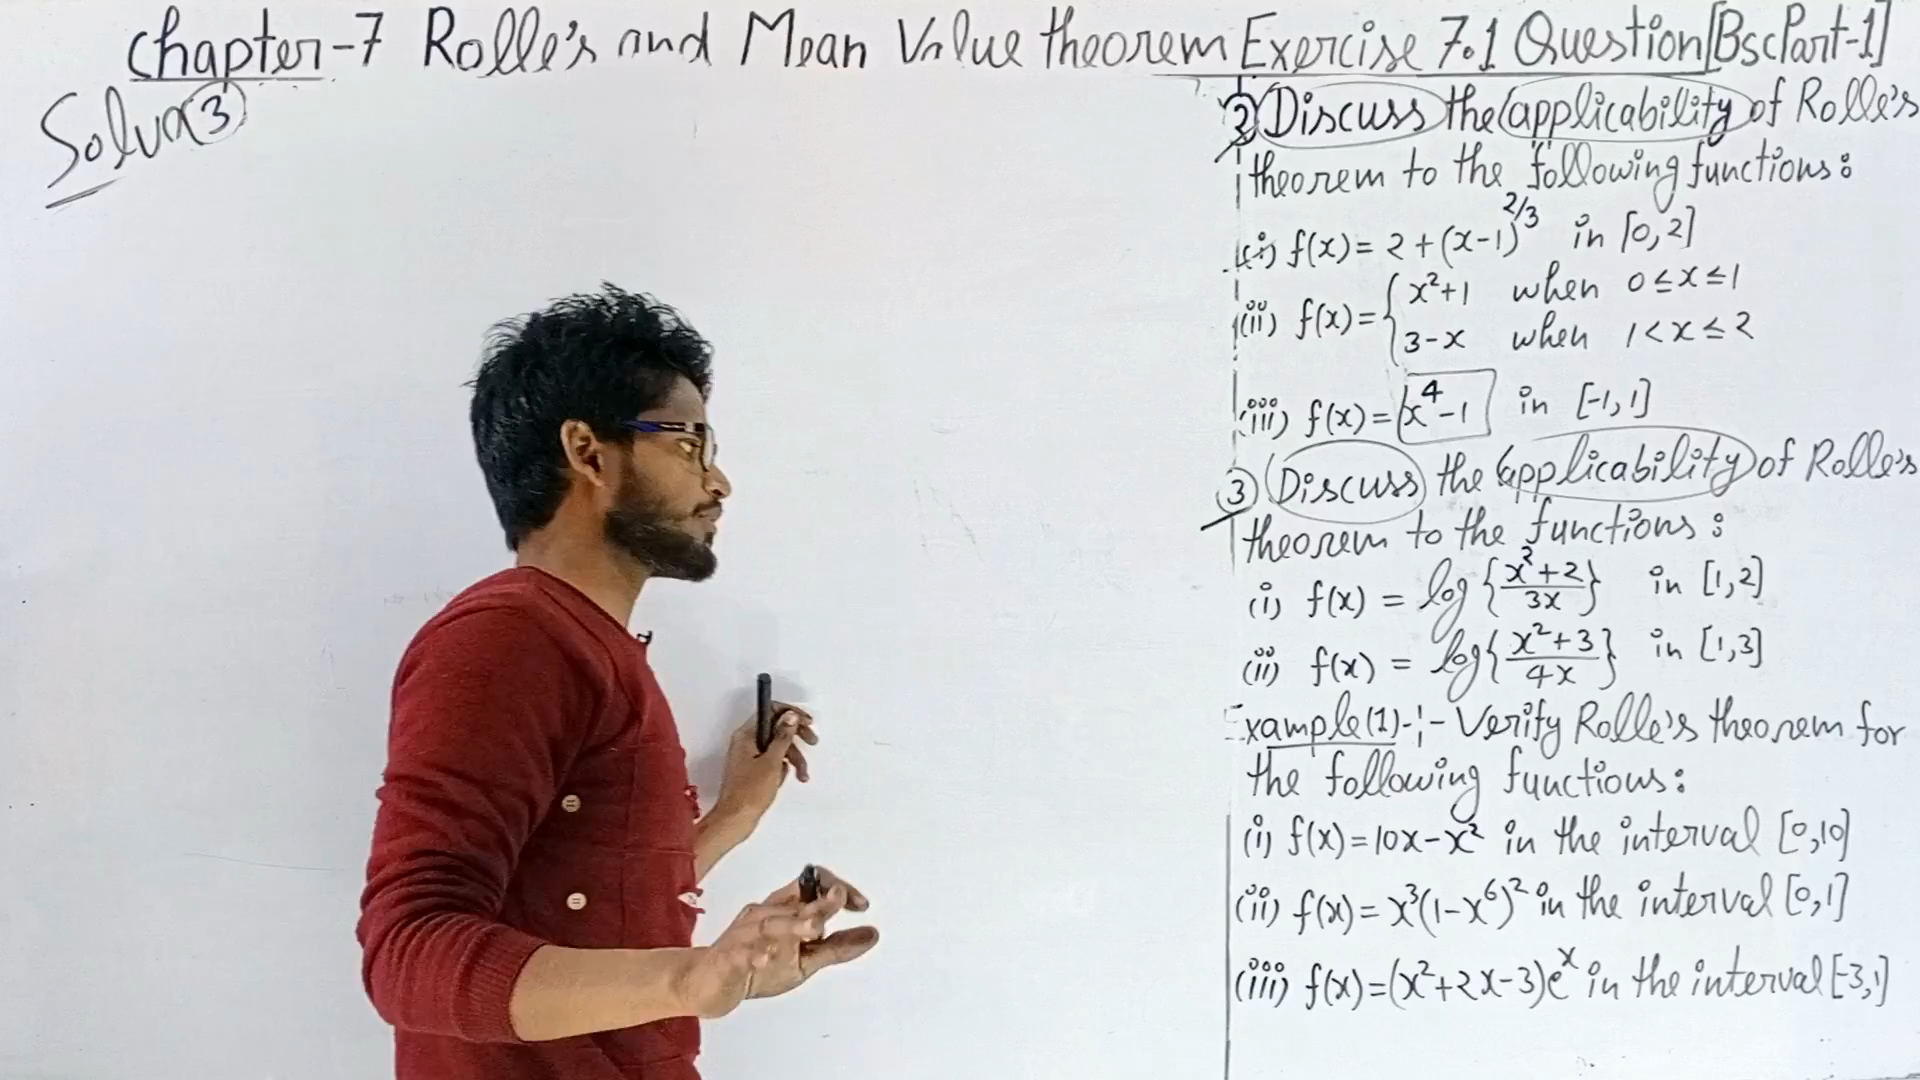 Chapter-7 Rolle's and Mean Value theorem Exercise 7.1 Question[Bsc Part-1]
Solun 3
2 Discuss the applicability of Rolle's
theorem to the following functions:
(i) f(x) = 2 + (x-1)^2/3 in [0,2]
(ii) f(x) = { x²+1 when 0 ≤ x ≤ 1
3-x when 1 < x ≤ 2
(iii) f(x) = x⁴-1 in [-1,1]
3 Discuss the applicability of Rolle's
theorem to the functions:
(i) f(x) = log{(x²+2)/3x} in [1,2]
(ii) f(x) = log{(x²+3)/4x} in [1,3]
Example(1)-:- Verify Rolle's theorem for
the following functions:
(i) f(x)=10x-x² in the interval [0,10]
(ii) f(x) = x³(1-x⁶)² in the interval [0,1]
(iii) f(x)=(x²+2x-3)eˣ in the interval [-3,1]